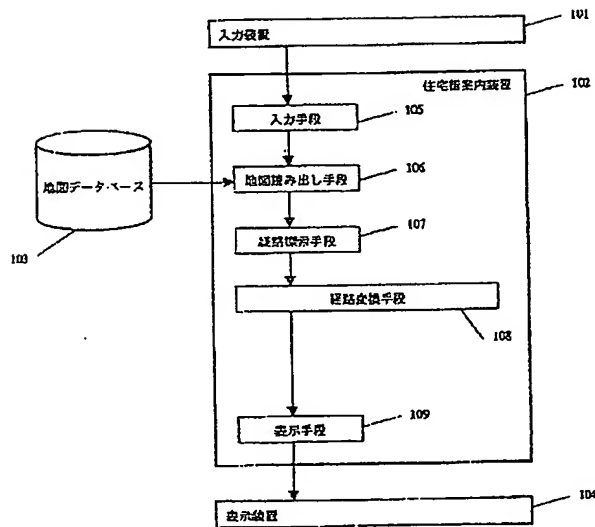 入力装置
101
住宅街案内装置
102
入力手段
105
地図読み出し手段
106
地図データ・ベース
103
経路探索手段
107
経路変換手段
108
表示手段
109
表示装置
104